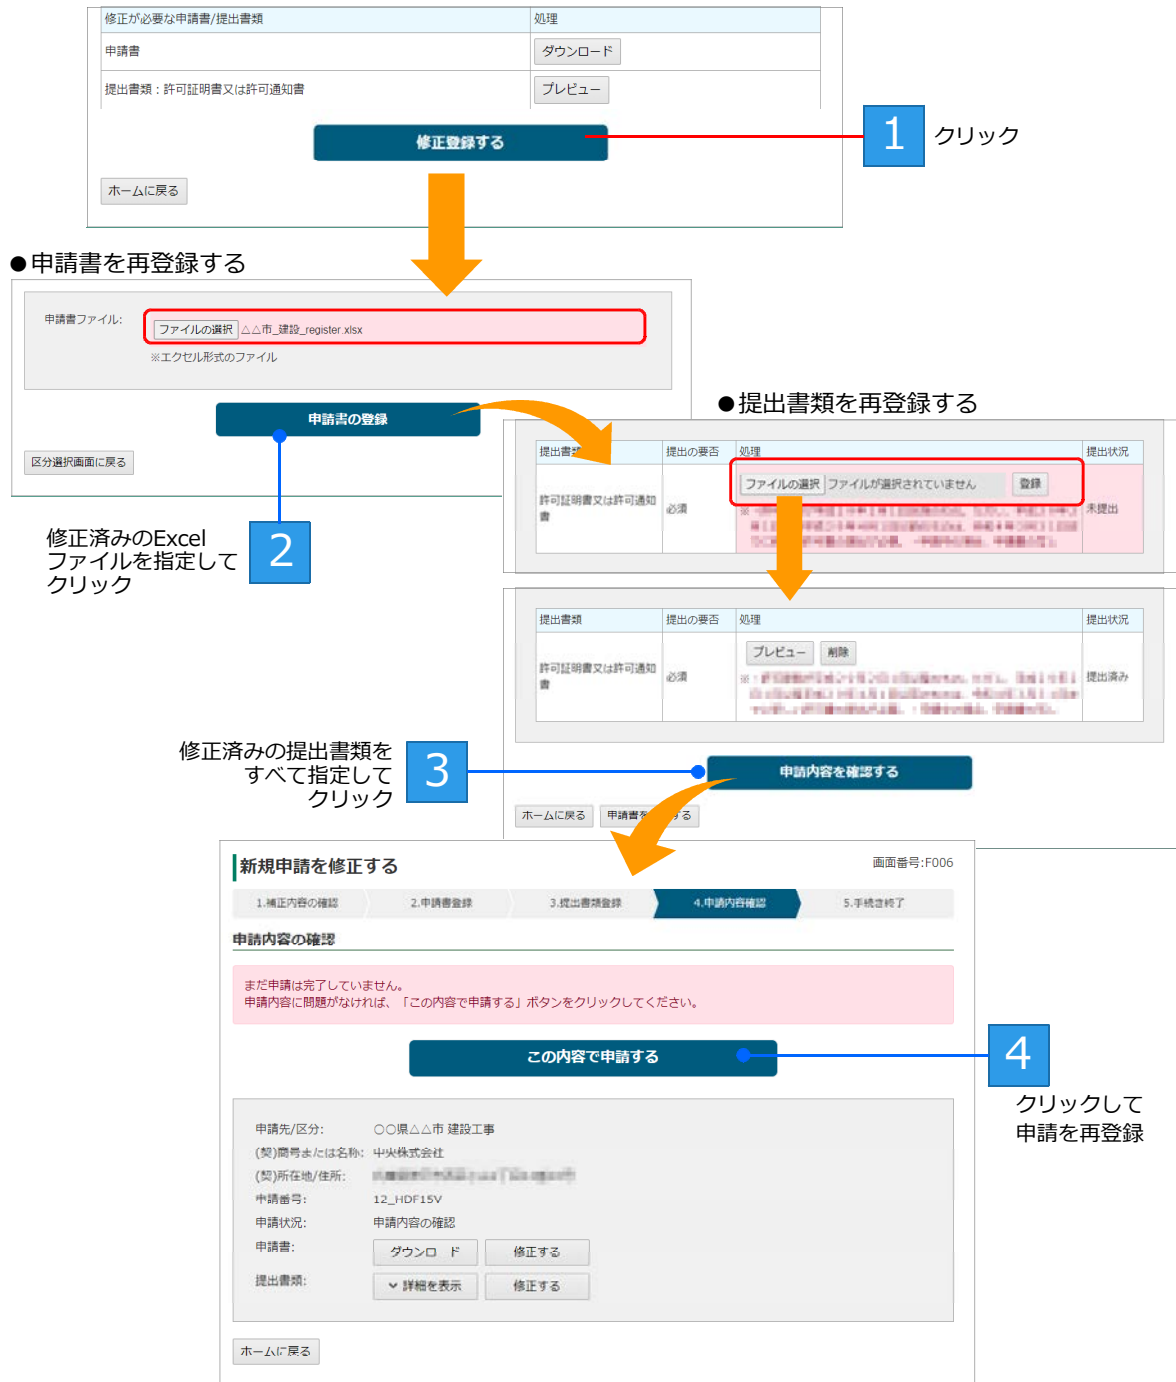 修正が必要な申請書/提出書類 処理
申請書 ダウンロード
提出書類：許可証明書又は許可通知書 プレビュー
修正登録する
1 クリック
ホームに戻る
●申請書を再登録する
申請書ファイル: ファイルの選択 △△市_建設_register.xlsx
※エクセル形式のファイル
申請書の登録
区分選択画面に戻る
修正済みのExcel
ファイルを指定して
クリック
2
●提出書類を再登録する
提出書類 提出の要否 処理 提出状況
ファイルの選択 ファイルが選択されていません 登録
許可証明書又は許可通知
書
必須
※
未提出
提出書類 提出の要否 処理 提出状況
プレビュー 削除
許可証明書又は許可通知
書
必須
※
提出済み
修正済みの提出書類を
すべて指定して
クリック
3
申請内容を確認する
ホームに戻る 申請書を する
新規申請を修正する 画面番号:F006
1.補正内容の確認 2.申請書登録 3.提出書類登録 4.申請内容確認 5.手続き終了
申請内容の確認
まだ申請は完了していません。
申請内容に問題がなければ、「この内容で申請する」ボタンをクリックしてください。
この内容で申請する
4
クリックして
申請を再登録
申請先/区分: ○○県△△市 建設工事
(契)商号または名称: 中央株式会社
(契)所在地/住所:
申請番号: 12_HDF15V
申請状況: 申請内容の確認
申請書: ダウンロード 修正する
提出書類: 詳細を表示 修正する
ホームに戻る